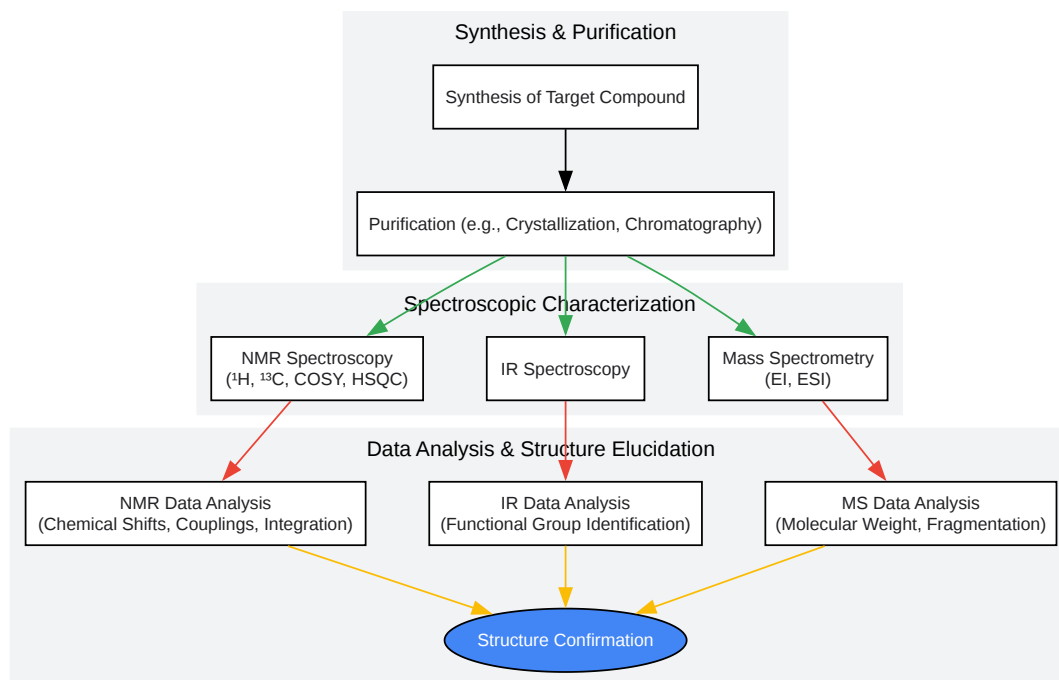 Synthesis & Purification
Synthesis of Target Compound
Purification (e.g., Crystallization, Chromatography)
Spectroscopic Characterization
NMR Spectroscopy
(¹H, ¹³C, COSY, HSQC)
IR Spectroscopy
Mass Spectrometry
(EI, ESI)
Data Analysis & Structure Elucidation
NMR Data Analysis
(Chemical Shifts, Couplings, Integration)
IR Data Analysis
(Functional Group Identification)
MS Data Analysis
(Molecular Weight, Fragmentation)
Structure Confirmation